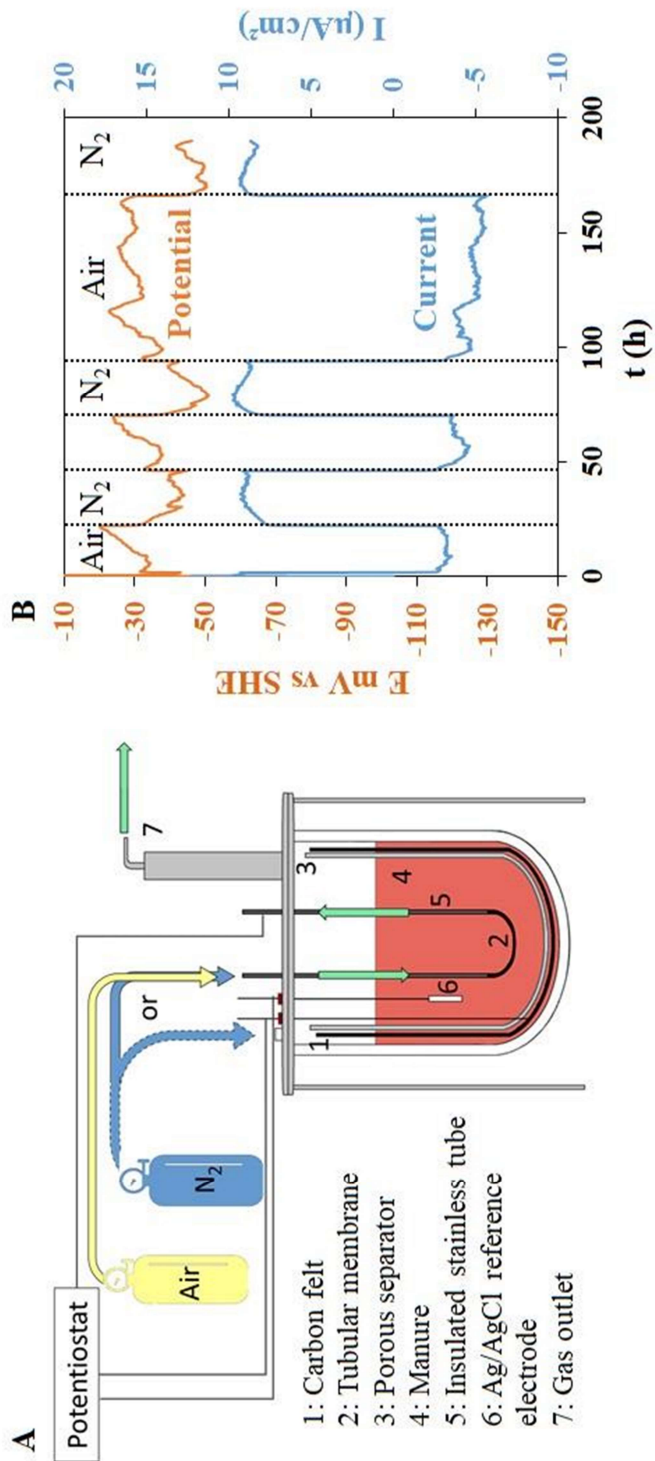 A
Potentiostat
Air
N₂
or
1
2
3
4
5
6
7
1: Carbon felt
2: Tubular membrane
3: Porous separator
4: Manure
5: Insulated stainless tube
6:Ag/AgCl reference
electrode
7: Gas outlet
B
E mV vs SHE
-10
-30
-50
-70
-90
-110
-130
-150
Air
N₂
N₂
Air
N₂
Potential
Current
0
50
100
150
200
t (h)
20
15
10
5
0
-5
-10
I (µA/cm²)